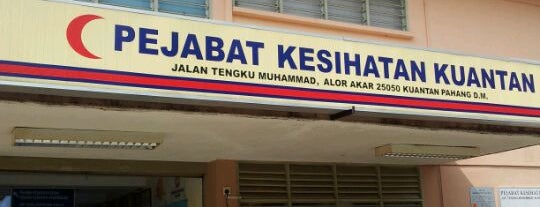 PEJABAT KESIHATAN KUANTAN
JALAN TENGKU MUHAMMAD, ALOR AKAR 25050 KUANTAN PAHANG D.M.